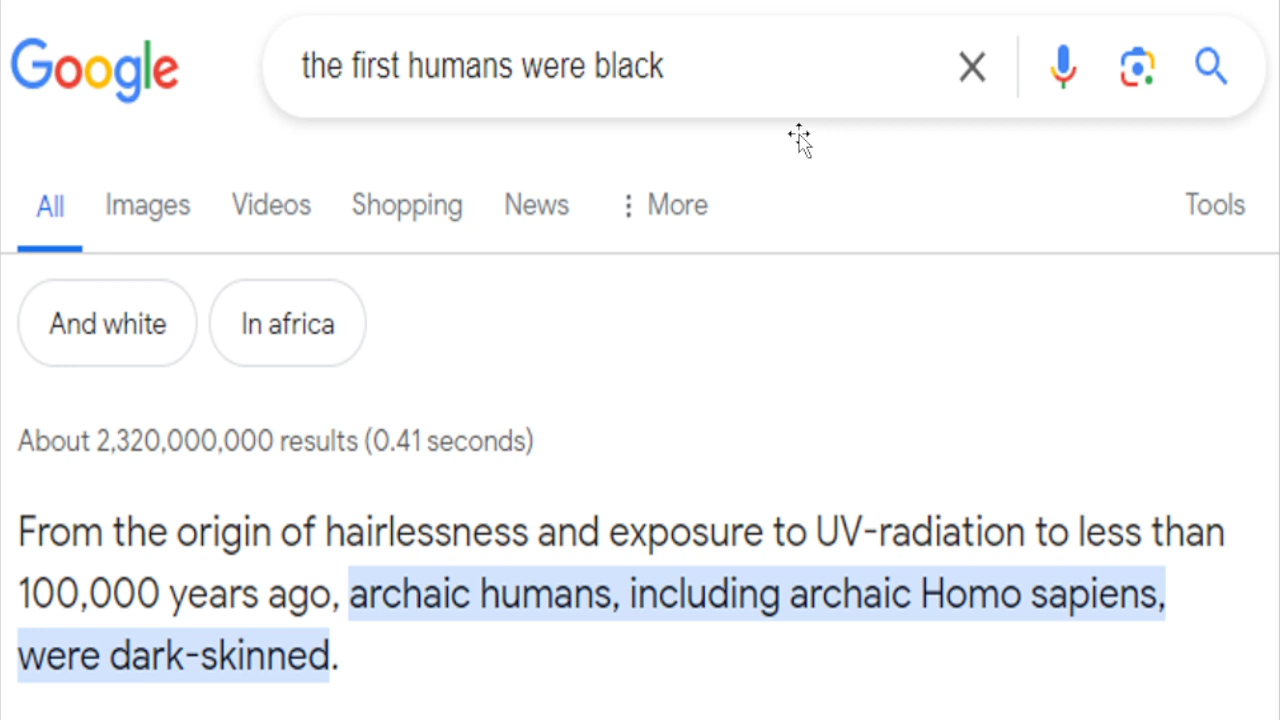 Google the first humans were black
All Images Videos Shopping News More Tools
And white In africa
About 2,320,000,000 results (0.41 seconds)
From the origin of hairlessness and exposure to UV-radiation to less than
100,000 years ago, archaic humans, including archaic Homo sapiens,
were dark-skinned.